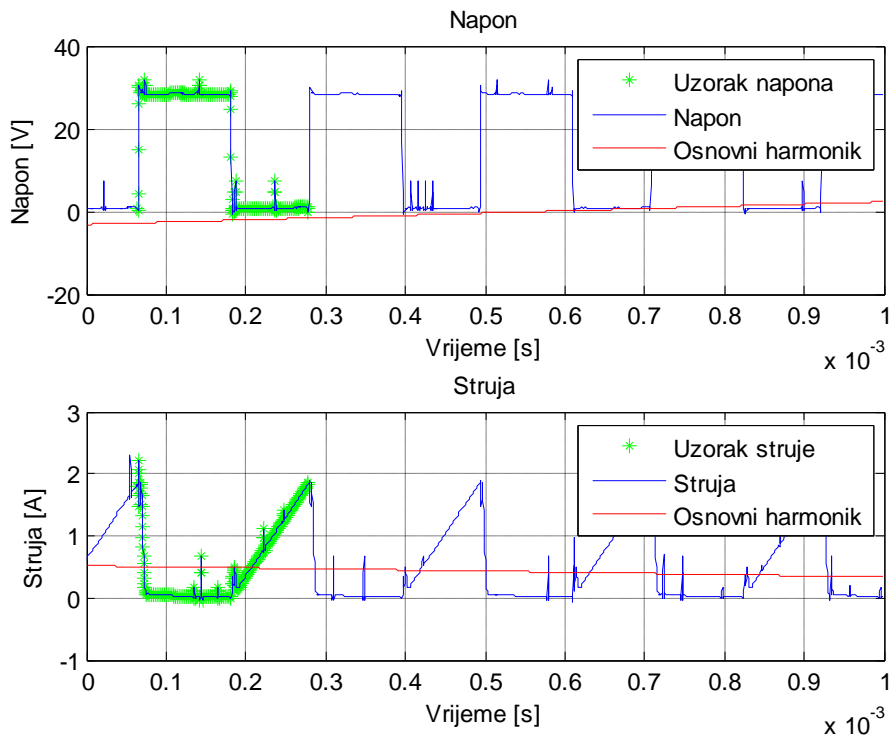 Napon
Napon [V]
40
20
0
-20
Uzorak napona
Napon
Osnovni harmonik
0 0.1 0.2 0.3 0.4 0.5 0.6 0.7 0.8 0.9 1
Vrijeme [s]
x 10^-3
Struja
Struja [A]
3
2
1
0
-1
Uzorak struje
Struja
Osnovni harmonik
0 0.1 0.2 0.3 0.4 0.5 0.6 0.7 0.8 0.9 1
Vrijeme [s]
x 10^-3